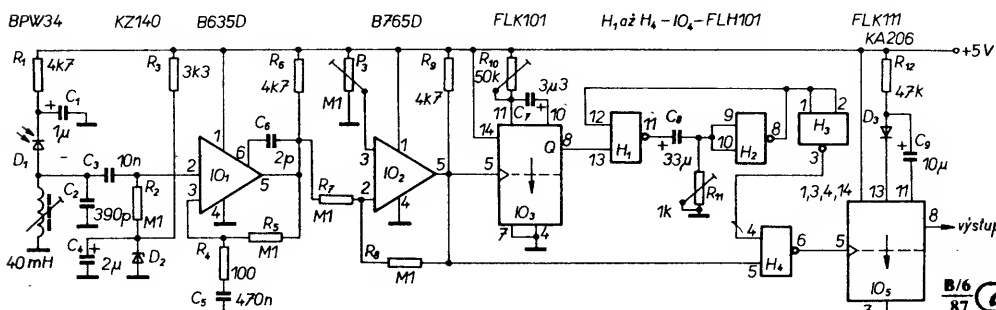 BPW34 KZ140 B635D B765D FLK101 H₁ až H₄ – IO₄ – FLH101 FLK111
KA206
+5V
R₁ 4k7
C₁ + 1µ
D₁
40 mH
C₂ 390p
C₃ 10n
C₄ + 2µ
R₂ M1
D₂
R₃ 3k3
2 3 1 6 5 4 IO₁
R₄ 100
C₅ 470n
R₅ M1
C₆ 2p
R₆ 4k7
R₇ M1
P₃ M1
3 2 1 5 4 IO₂
R₈ M1
R₉ 4k7
R₁₀ 50k
3µ3 +
C₇
11 10 14 5 Q 8
IO₃
7 4
12 13 H₁ 11
C₈ + 33µ
R₁₁ 1k
9 10 H₂ 8
1 2 H₃ 3
4 5 H₄ 6
R₁₂ 47k
D₃
C₉ + 10µ
1,3,4,14 13 11
5 8 výstup
IO₅
B/6
87